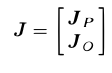 J = [ J_P
      J_O ]